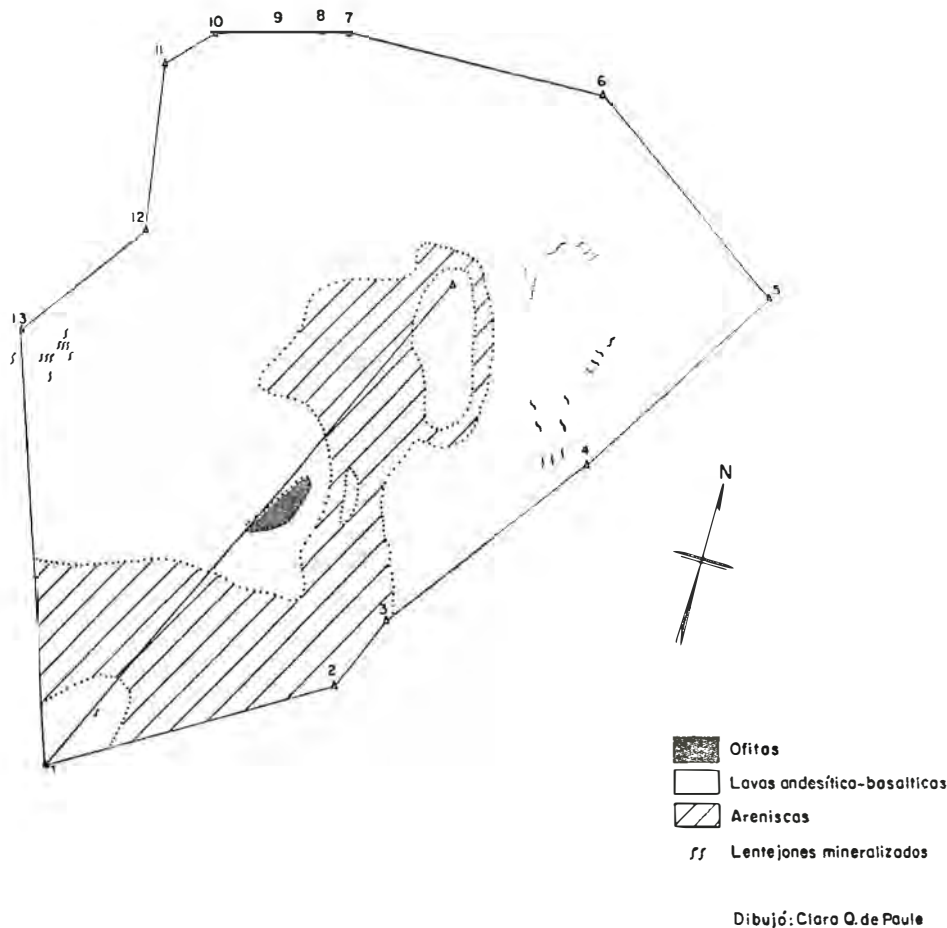 10 9 8 7
11
6
12
5
13
4
N
3
2
1
Ofitas
Lavas andesítico-basalticas
Areniscas
Lentejones mineralizados
Dibujó: Clara Q. de Paule